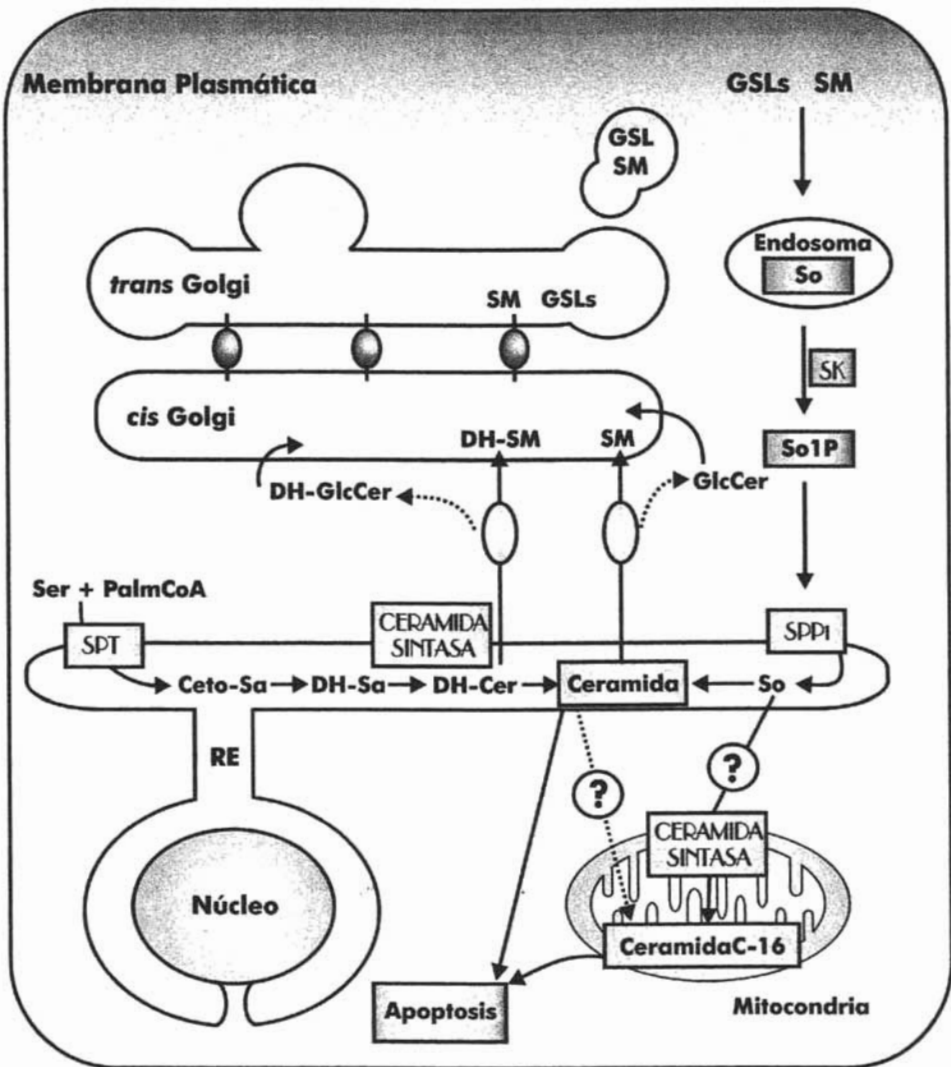 Membrana Plasmática
GSLs SM
GSL
SM
Endosoma
So
trans Golgi
SM GSLs
SK
cis Golgi
DH-SM SM
So1P
DH-GlcCer
GlcCer
Ser + PalmCoA
SPT
CERAMIDA
SINTASA
SPP1
Ceto-Sa DH-Sa DH-Cer Ceramida So
RE
?
?
CERAMIDA
SINTASA
Núcleo
CeramidaC-16
Apoptosis
Mitocondria